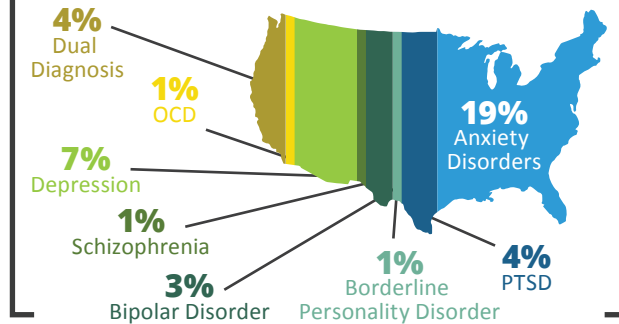 4%
Dual
Diagnosis
1%
OCD
19%
Anxiety
Disorders
7%
Depression
1%
Schizophrenia
3%
Bipolar Disorder
1%
Borderline
Personality Disorder
4%
PTSD